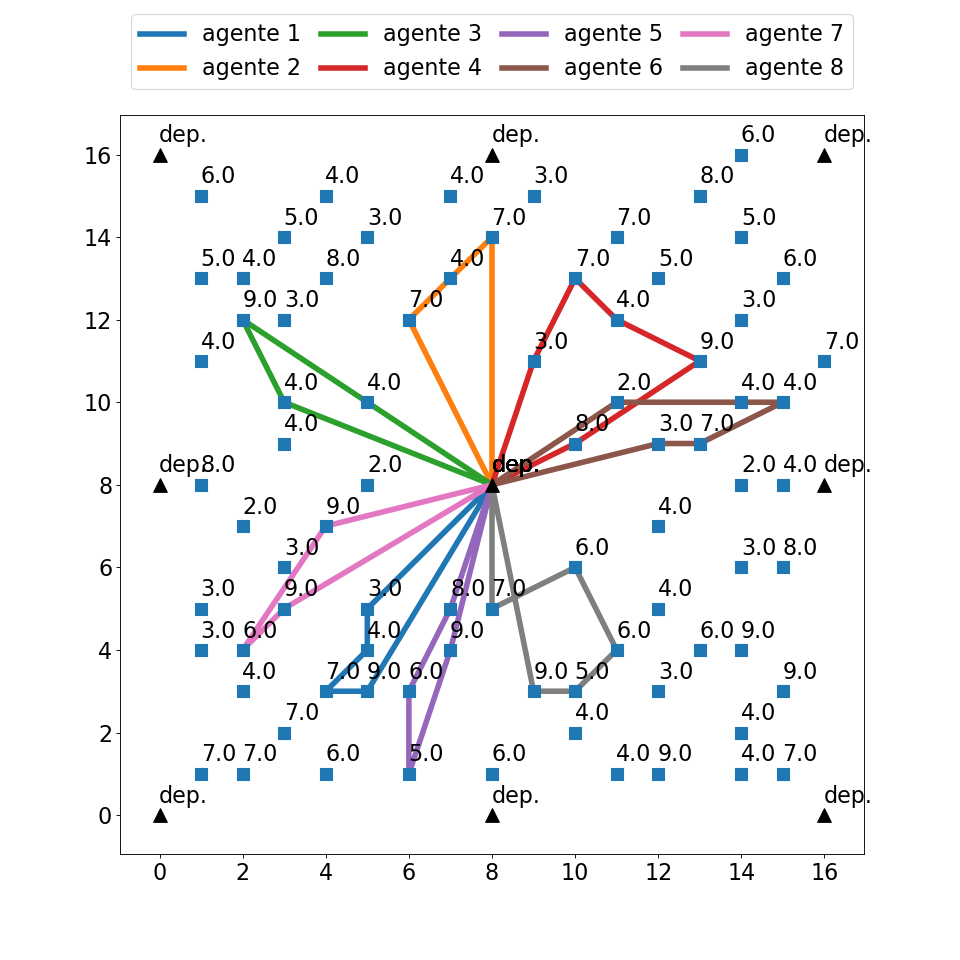 agente 1 agente 3 agente 5 agente 7
agente 2 agente 4 agente 6 agente 8
dep. dep. 6.0 dep.
6.0 4.0 4.0 3.0 8.0
5.0 3.0 7.0 7.0 5.0
5.0 4.0 8.0 4.0 7.0 5.0 6.0
9.0 3.0 7.0 4.0 3.0
4.0 3.0 9.0 7.0
4.0 4.0 2.0 4.0 4.0
4.0 8.0 3.0 7.0
dep. 8.0 2.0 dep. 2.0 4.0 dep.
2.0 9.0 4.0
3.0 6.0 3.0 8.0
3.0 9.0 3.0 8.0 7.0 4.0
3.0 6.0 4.0 9.0 6.0 6.0 9.0
4.0 7.0 9.0 6.0 9.0 5.0 3.0 9.0
7.0 4.0 4.0
7.0 7.0 6.0 5.0 6.0 4.0 9.0 4.0 7.0
dep. dep. dep.
16
14
12
10
8
6
4
2
0
0 2 4 6 8 10 12 14 16